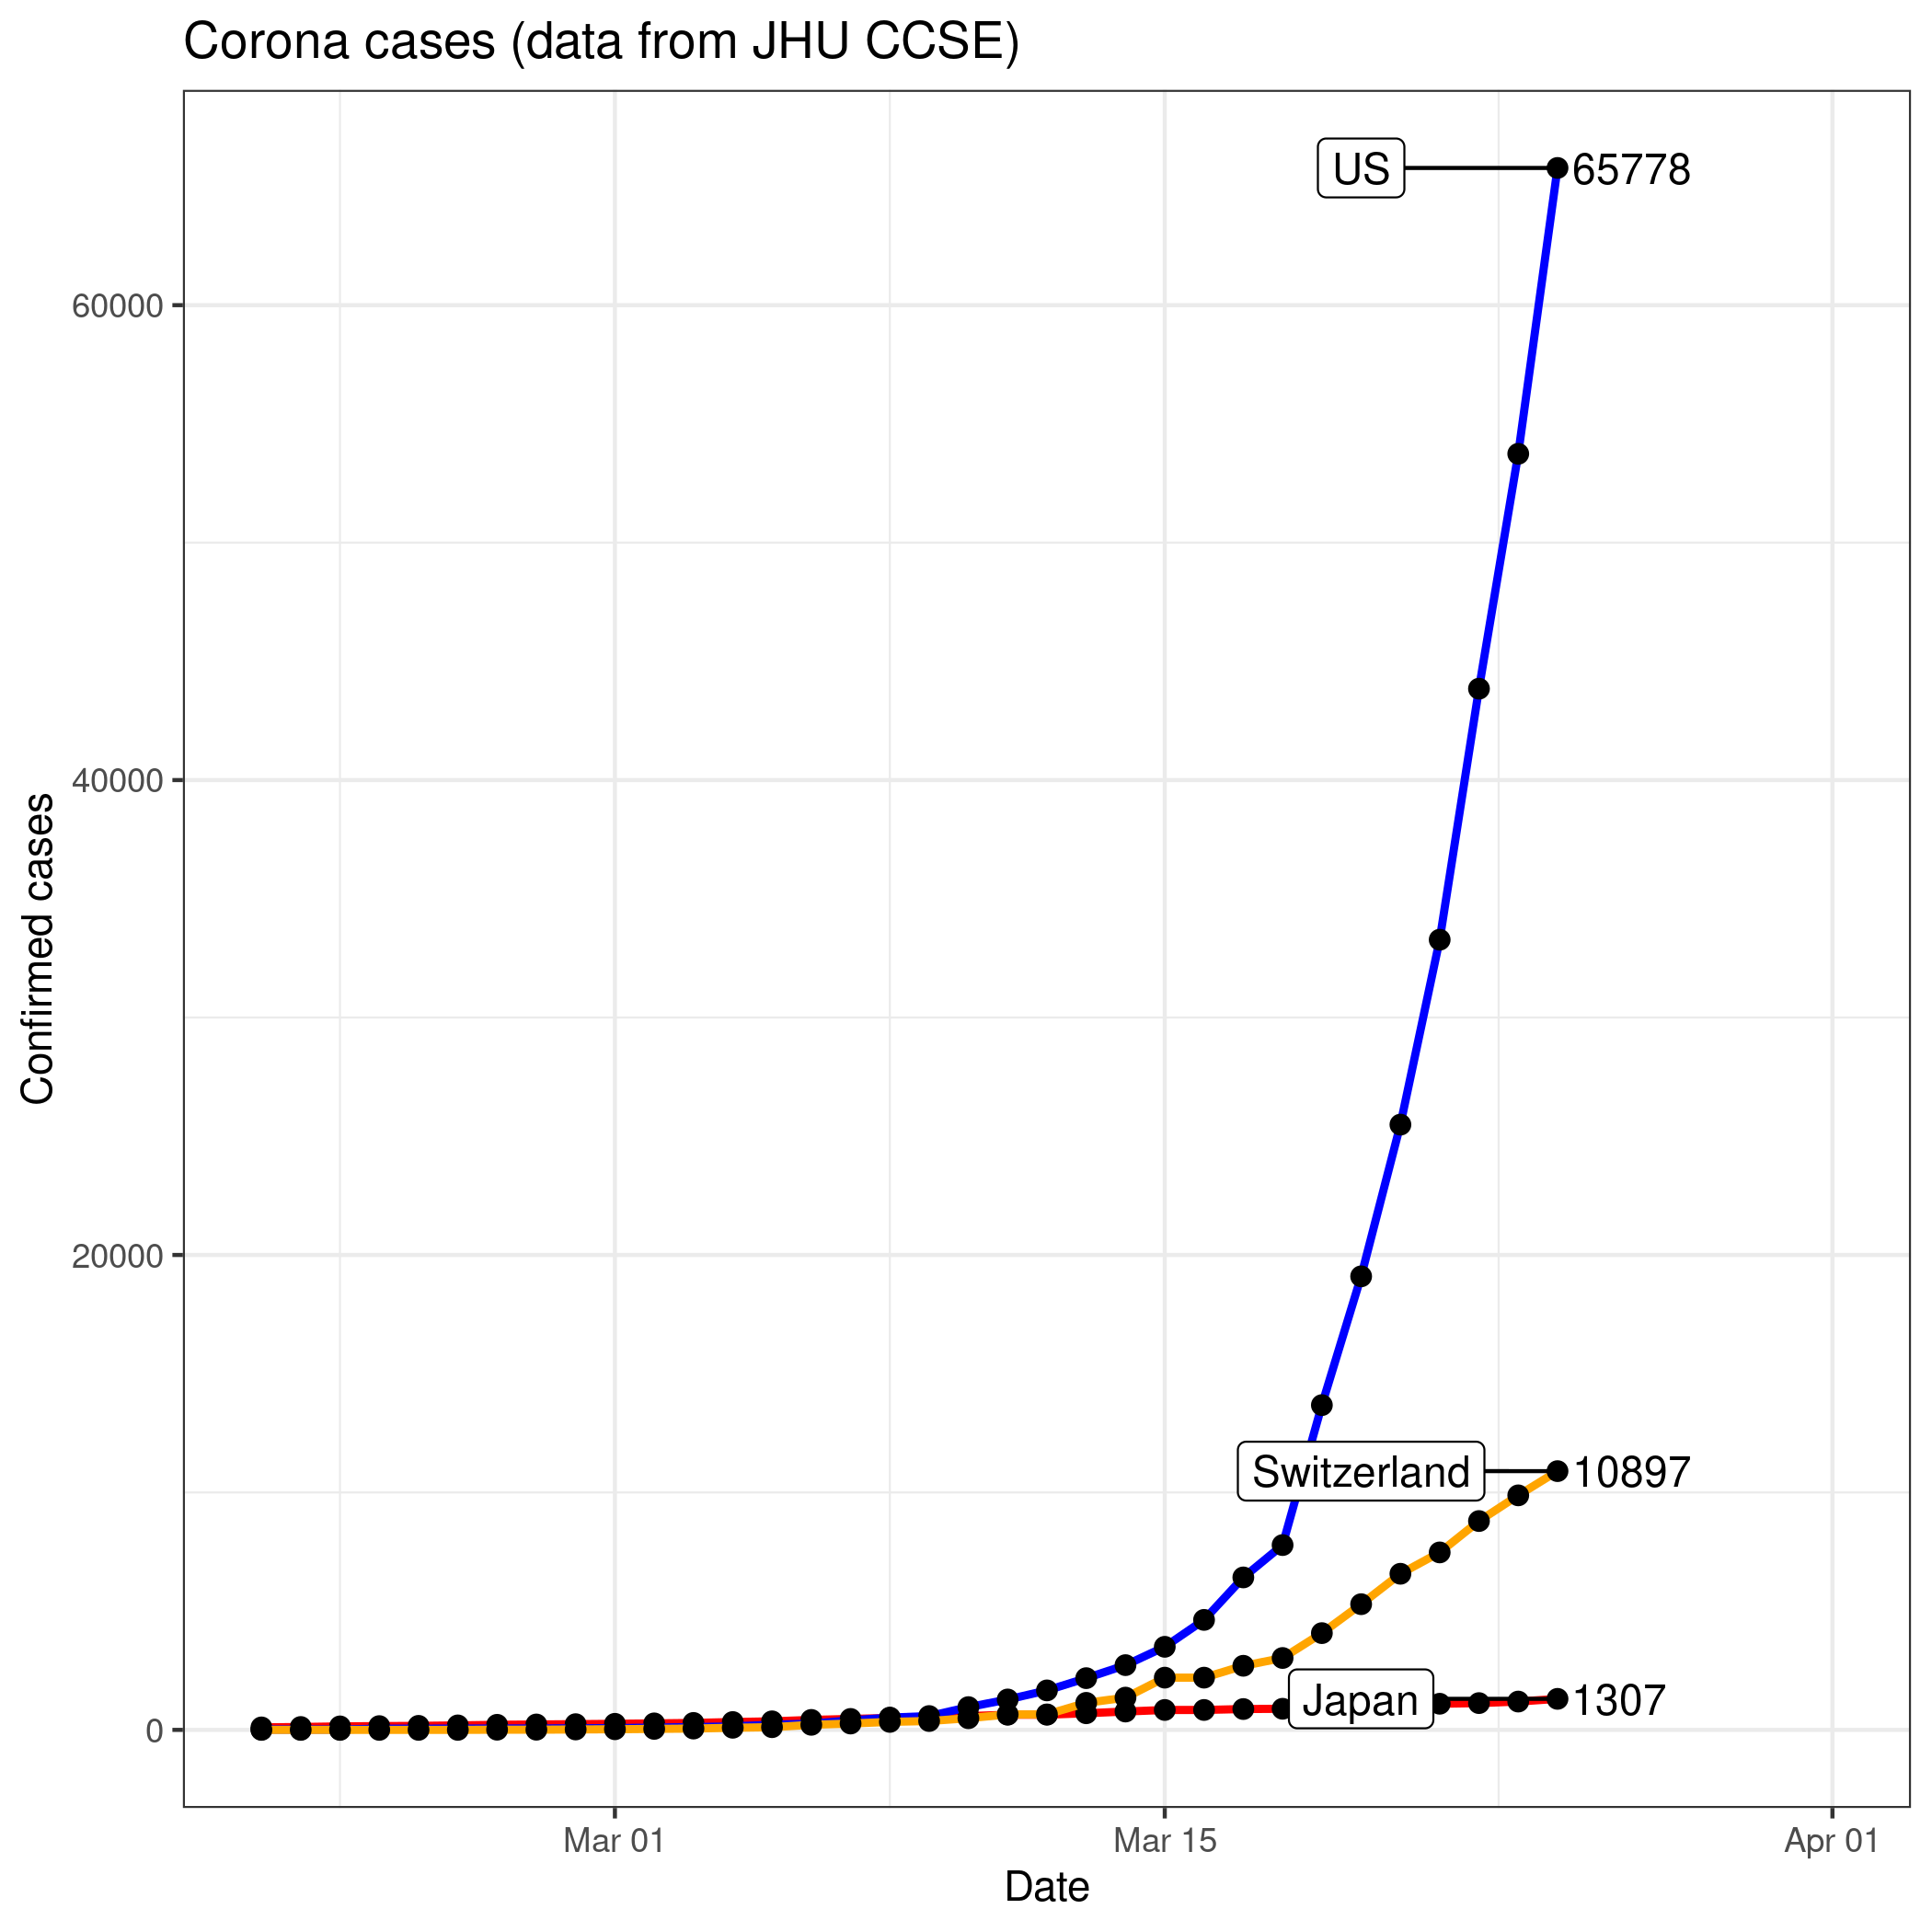 Corona cases (data from JHU CCSE)
US
65778
60000
40000
Confirmed cases
20000
Switzerland
10897
Japan
1307
0
Mar 01
Mar 15
Apr 01
Date